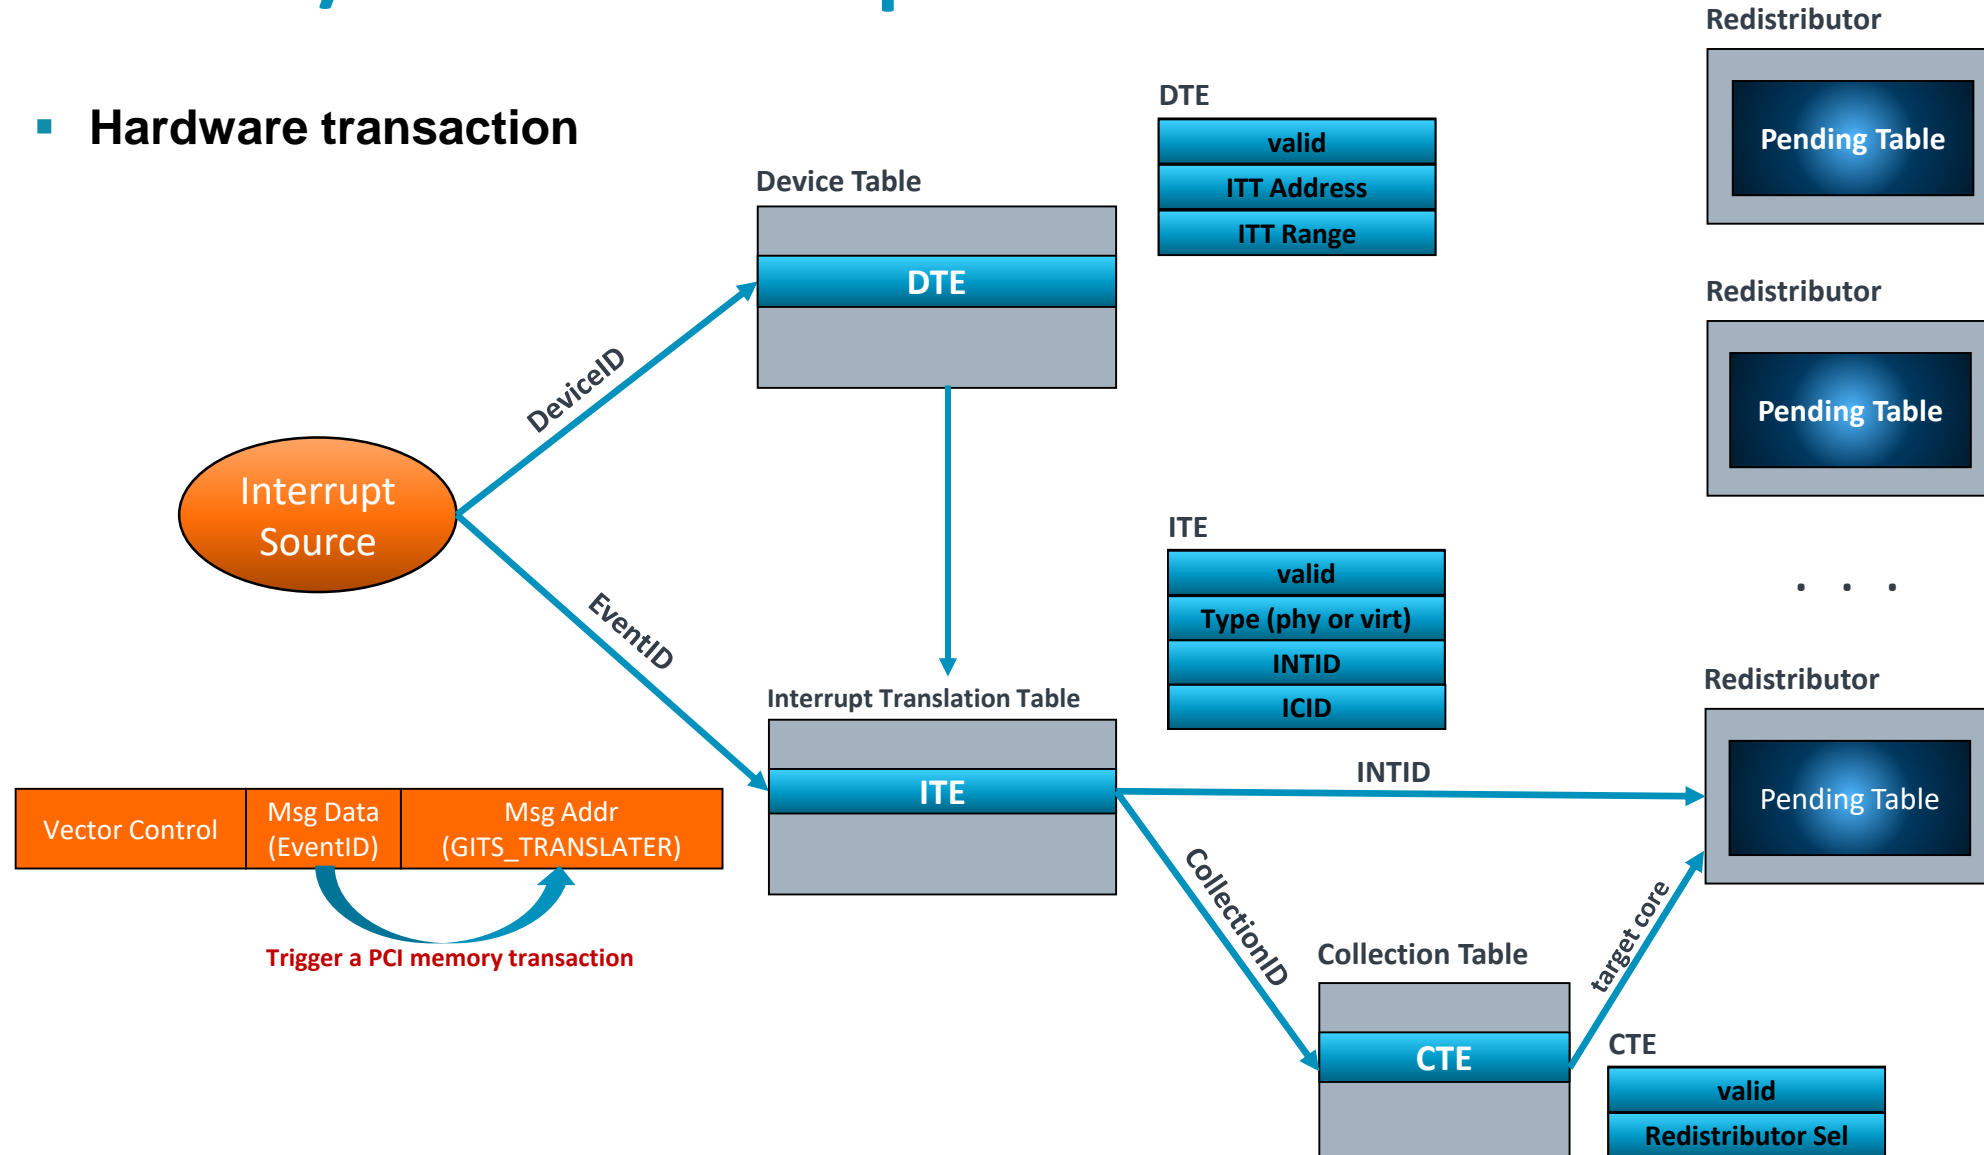 Hardware transaction
Redistributor
Pending Table
DTE
valid
ITT Address
ITT Range
Device Table
DTE
DeviceID
Redistributor
Pending Table
Interrupt
Source
EventID
ITE
valid
Type (phy or virt)
INTID
ICID
. . .
Redistributor
Pending Table
Interrupt Translation Table
ITE
INTID
Vector Control
Msg Data
(EventID)
Msg Addr
(GITS_TRANSLATER)
Trigger a PCI memory transaction
CollectionID
target core
Collection Table
CTE
CTE
valid
Redistributor Sel